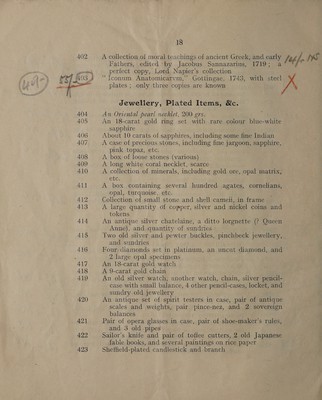 18
402 A collection of moral teachings of ancient Greek, and early
Fathers, edited by Jacobus Sannazarius, 1719; a
perfect copy, Lord Napier's collection
403 "Iconum Anatomicarvm," Gottingae, 1743, with steel
plates; only three copies are known
Jewellery, Plated Items, &c.
404 An Oriental pearl necklet, 200 grs.
405 An 18-carat gold ring set with rare colour blue-white
sapphire
406 About 10 carats of sapphires, including some fine Indian
407 A case of precious stones, including fine jargoon, sapphire,
pink topaz, etc.
408 A box of loose stones (various)
409 A long white coral necklet, scarce
410 A collection of minerals, including gold ore, opal matrix,
etc.
411 A box containing several hundred agates, cornelians,
opal, turquoise, etc.
412 Collection of small stone and shell camei, in frame
413 A large quantity of copper, silver and nickel coins and
tokens
414 An antique silver chatelaine, a ditto lorgnette [? Queen
Anne], and quantity of sundries
415 Two old silver and pewter buckles, pinchbeck jewellery,
and sundries
416 Four diamonds set in platinum, an uncut diamond, and
2 large opal specimens
417 An 18-carat gold watch
418 A 9-carat gold chain
419 An old silver watch, another watch, chain, silver pencil-
case with small balance, 4 other pencil-cases, locket, and
sundry old jewellery
420 An antique set of spirit testers in case, pair of antique
scales and weights, pair pince-nez, and 2 sovereign
balances
421 Pair of opera glasses in case, pair of shoe-maker's rules,
and 3 old pipes
422 Sailor's knife and pair of toffee cutters, 2 old Japanese
fable books, and several paintings on rice paper
423 Sheffield-plated candlestick and branch